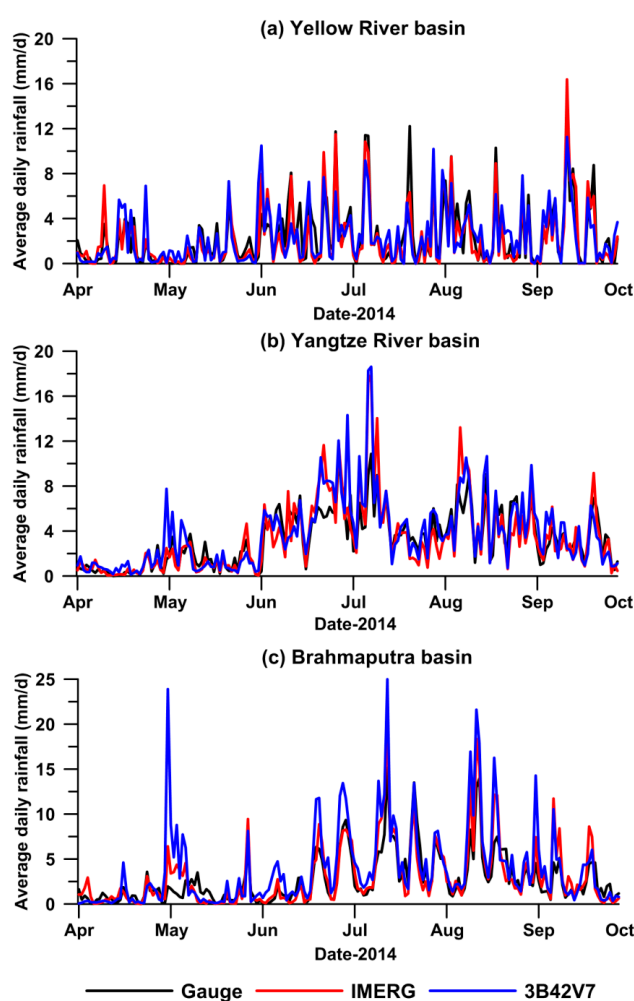 (a) Yellow River basin
Average daily rainfall (mm/d)
20
16
12
8
4
0
Apr May Jun Jul Aug Sep Oct
Date-2014
(b) Yangtze River basin
Average daily rainfall (mm/d)
20
16
12
8
4
0
Apr May Jun Jul Aug Sep Oct
Date-2014
(c) Brahmaputra basin
Average daily rainfall (mm/d)
25
20
15
10
5
0
Apr May Jun Jul Aug Sep Oct
Date-2014
Gauge IMERG 3B42V7